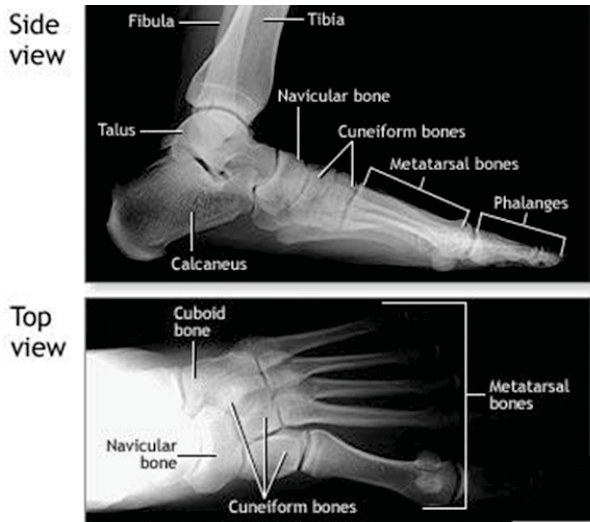 Side
view
Fibula
Tibia
Navicular bone
Talus
Cuneiform bones
Metatarsal bones
Phalanges
Calcaneus
Top
view
Cuboid
bone
Metatarsal
bones
Navicular
bone
Cuneiform bones